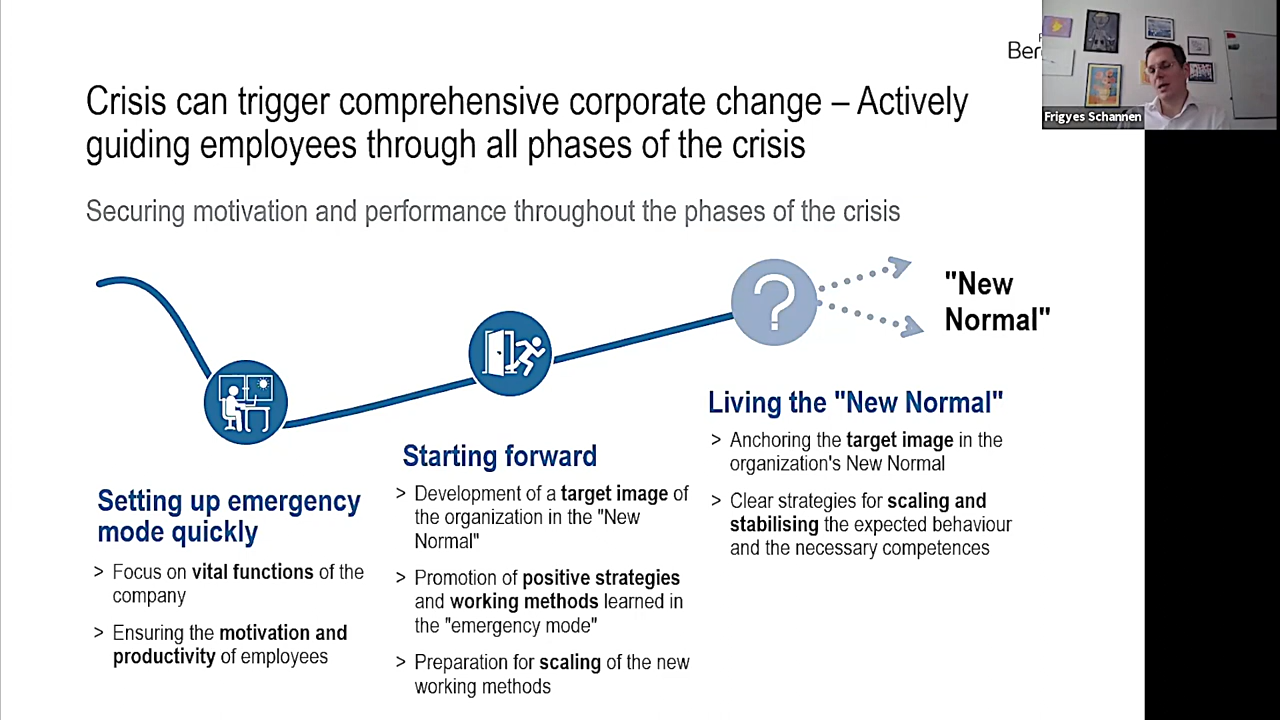 Crisis can trigger comprehensive corporate change – Actively
guiding employees through all phases of the crisis
Securing motivation and performance throughout the phases of the crisis
Frigyes Schannen
"New
Normal"
Setting up emergency
mode quickly
> Focus on vital functions of the
company
> Ensuring the motivation and
productivity of employees
Starting forward
> Development of a target image of
the organization in the "New
Normal"
> Promotion of positive strategies
and working methods learned in
the "emergency mode"
> Preparation for scaling of the new
working methods
Living the "New Normal"
> Anchoring the target image in the
organization's New Normal
> Clear strategies for scaling and
stabilising the expected behaviour
and the necessary competences